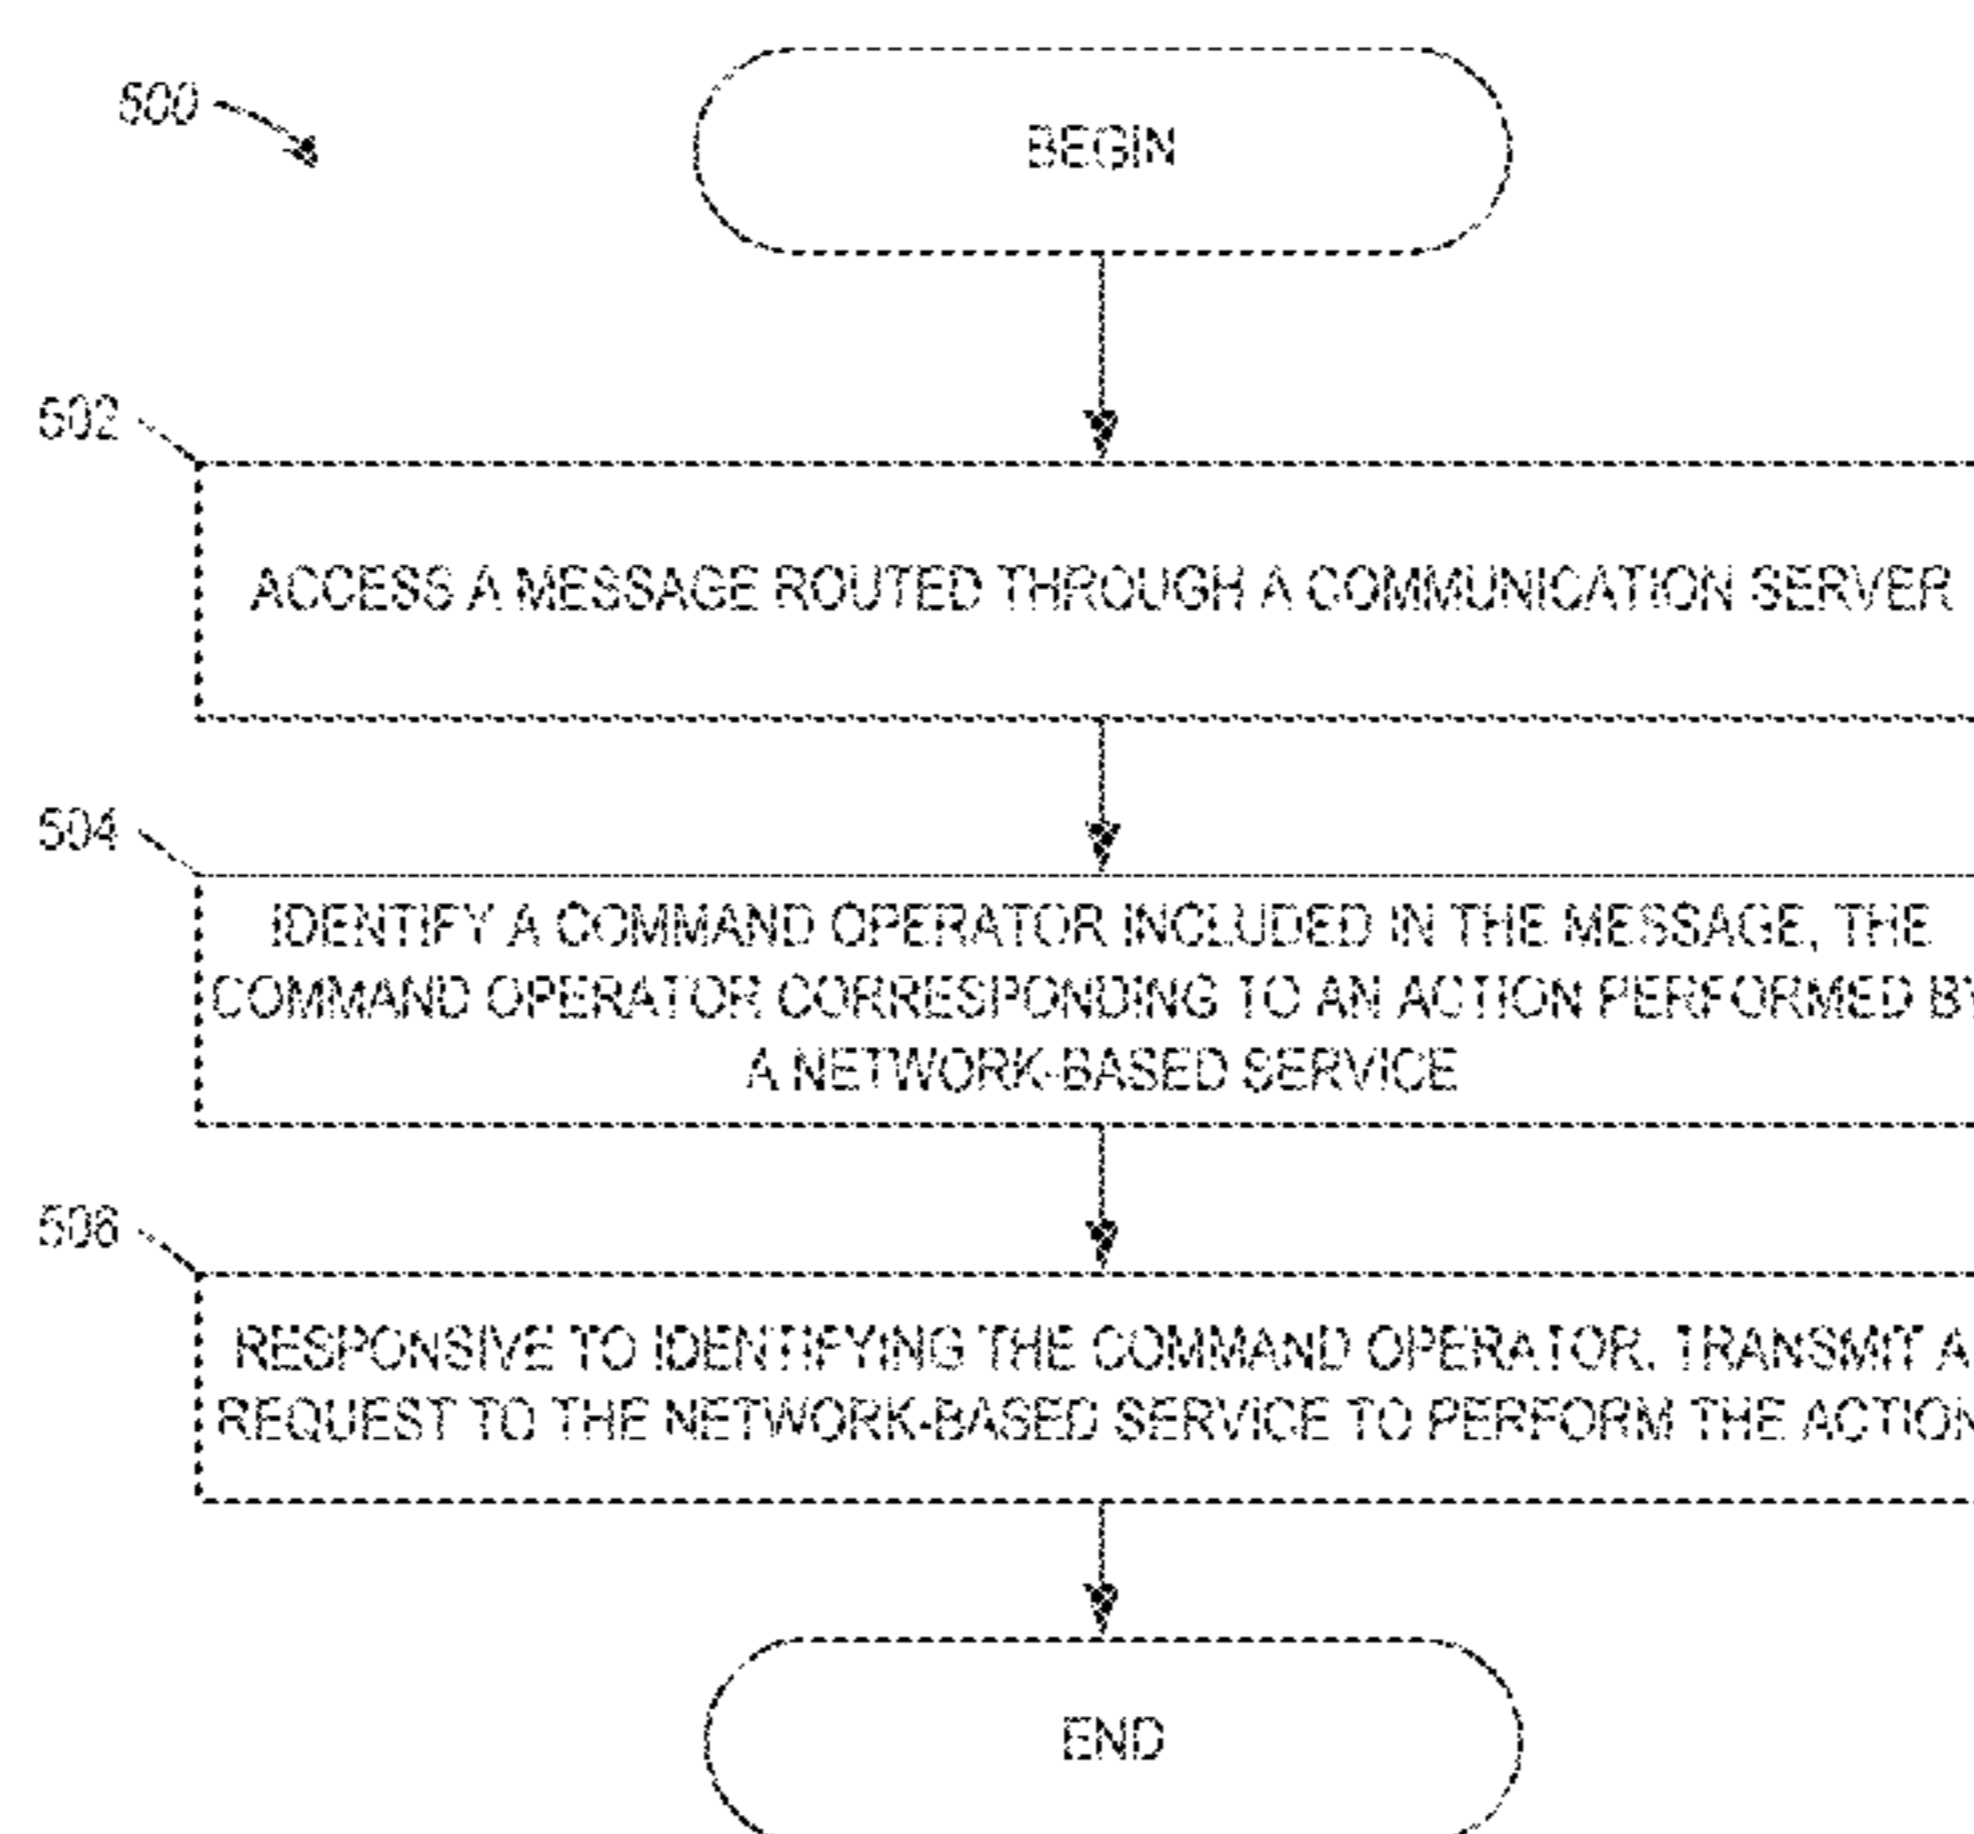 500
BEGIN
502
ACCESS A MESSAGE ROUTED THROUGH A COMMUNICATION SERVER
504
IDENTIFY A COMMAND OPERATOR INCLUDED IN THE MESSAGE, THE
COMMAND OPERATOR CORRESPONDING TO AN ACTION PERFORMED BY
A NETWORK-BASED SERVICE
506
RESPONSIVE TO IDENTIFYING THE COMMAND OPERATOR, TRANSMIT A
REQUEST TO THE NETWORK-BASED SERVICE TO PERFORM THE ACTION
END